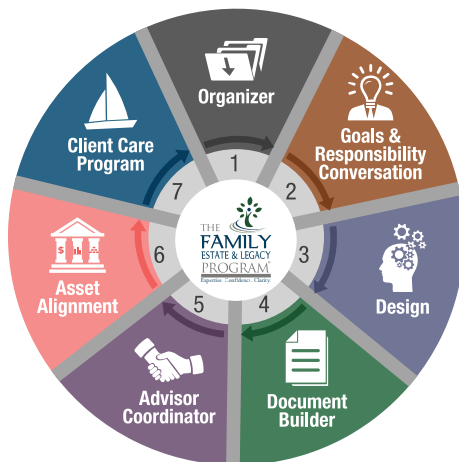 Organizer
1
Goals &
Responsibility
Conversation
2
Design
3
Document
Builder
4
Advisor
Coordinator
5
Asset
Alignment
6
$
Client Care
Program
7
THE
FAMILY
ESTATE & LEGACY
PROGRAM®
Expertise. Confidence. Clarity.